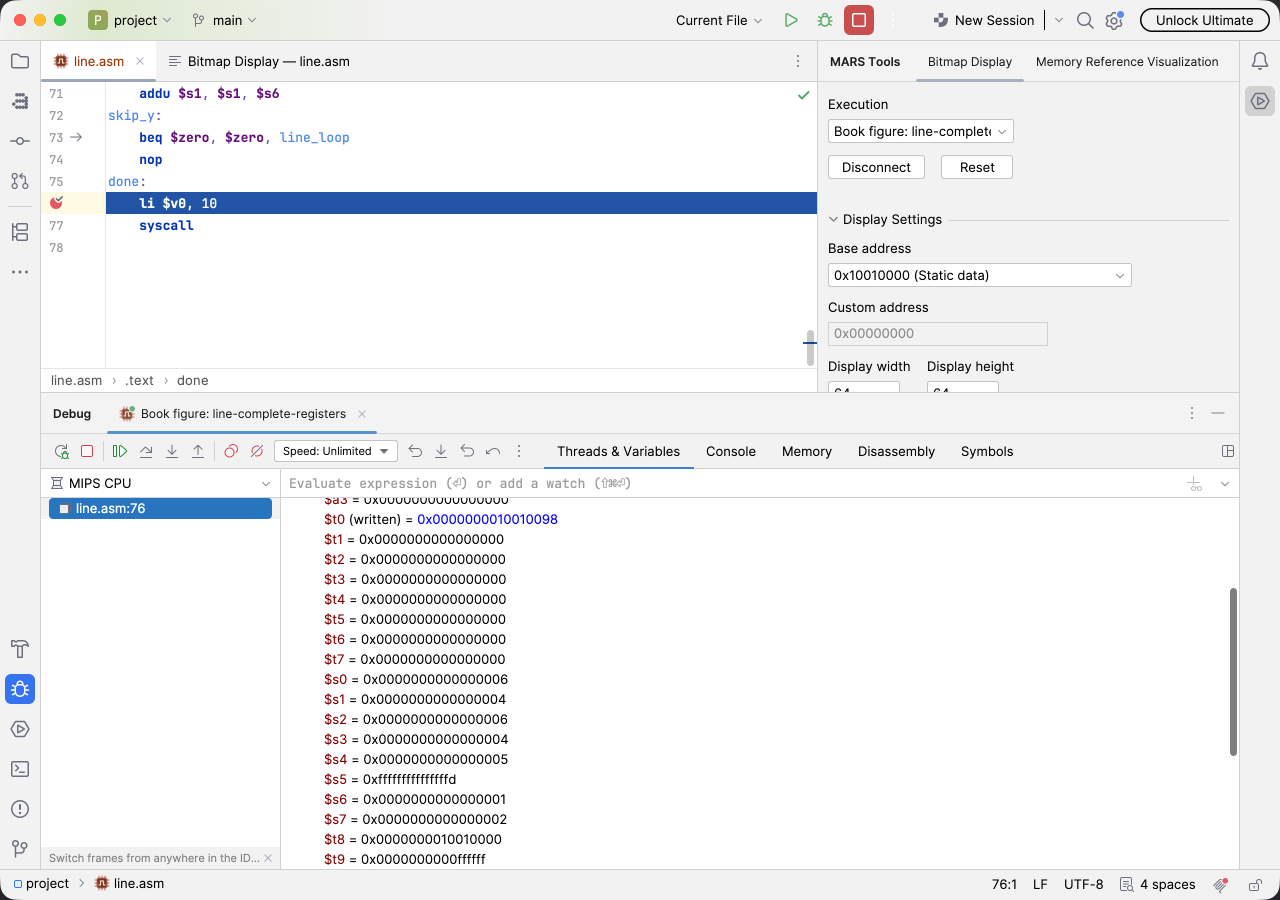 P project main Current File New Session Unlock Ultimate
line.asm Bitmap Display — line.asm MARS Tools Bitmap Display Memory Reference Visualization
71 addu $s1, $s1, $s6
72 skip_y:
73 beq $zero, $zero, line_loop
74 nop
75 done:
li $v0, 10
77 syscall
78
line.asm › .text › done
Execution
Book figure: line-complete
Disconnect Reset
Display Settings
Base address
0x10010000 (Static data)
Custom address
0x00000000
Display width Display height
64 64
Debug Book figure: line-complete-registers
Speed: Unlimited Threads & Variables Console Memory Disassembly Symbols
MIPS CPU Evaluate expression (⏎) or add a watch (⇧⌘⏎)
line.asm:76
$a3 = 0x0000000000000000
$t0 (written) = 0x0000000010010098
$t1 = 0x0000000000000000
$t2 = 0x0000000000000000
$t3 = 0x0000000000000000
$t4 = 0x0000000000000000
$t5 = 0x0000000000000000
$t6 = 0x0000000000000000
$t7 = 0x0000000000000000
$s0 = 0x0000000000000006
$s1 = 0x0000000000000004
$s2 = 0x0000000000000006
$s3 = 0x0000000000000004
$s4 = 0x0000000000000005
$s5 = 0xfffffffffffffffd
$s6 = 0x0000000000000001
$s7 = 0x0000000000000002
$t8 = 0x0000000010010000
$t9 = 0x0000000000ffffff
Switch frames from anywhere in the ID...
project › line.asm 76:1 LF UTF-8 4 spaces